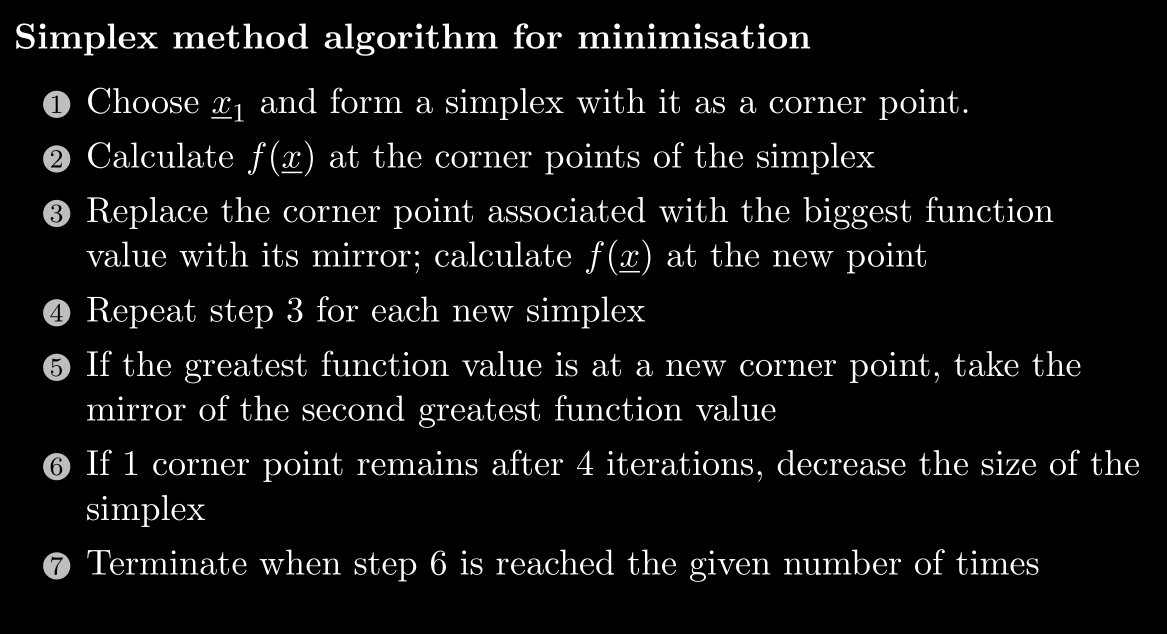 Simplex method algorithm for minimisation
1 Choose x₁ and form a simplex with it as a corner point.
2 Calculate f(x) at the corner points of the simplex
3 Replace the corner point associated with the biggest function
value with its mirror; calculate f(x) at the new point
4 Repeat step 3 for each new simplex
5 If the greatest function value is at a new corner point, take the
mirror of the second greatest function value
6 If 1 corner point remains after 4 iterations, decrease the size of the
simplex
7 Terminate when step 6 is reached the given number of times